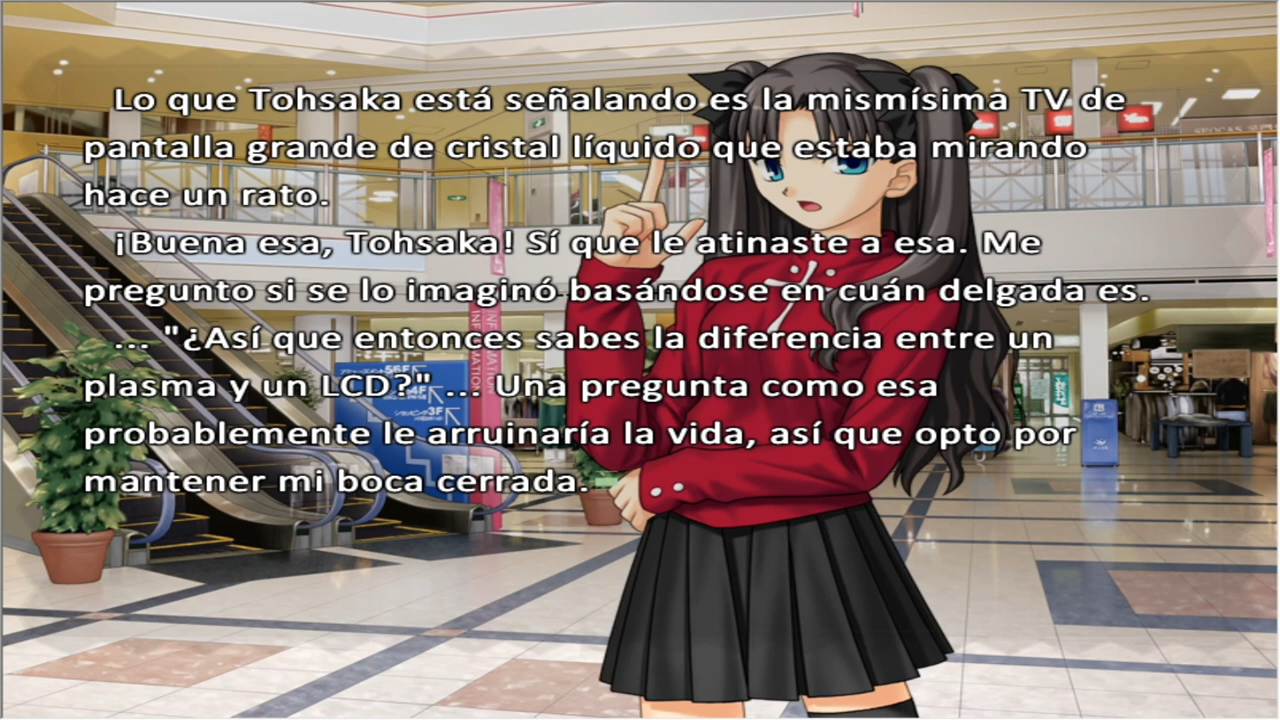 Lo que Tohsaka está señalando es la mismísima TV de
pantalla grande de cristal líquido que estaba mirando
hace un rato.
¡Buena esa, Tohsaka! Sí que le atinaste a esa. Me
pregunto si se lo imaginó basándose en cuán delgada es.
... "¿Así que entonces sabes la diferencia entre un
plasma y un LCD?" ... Una pregunta como esa
probablemente le arruinaría la vida, así que opto por
mantener mi boca cerrada.
INFORMATION
3F